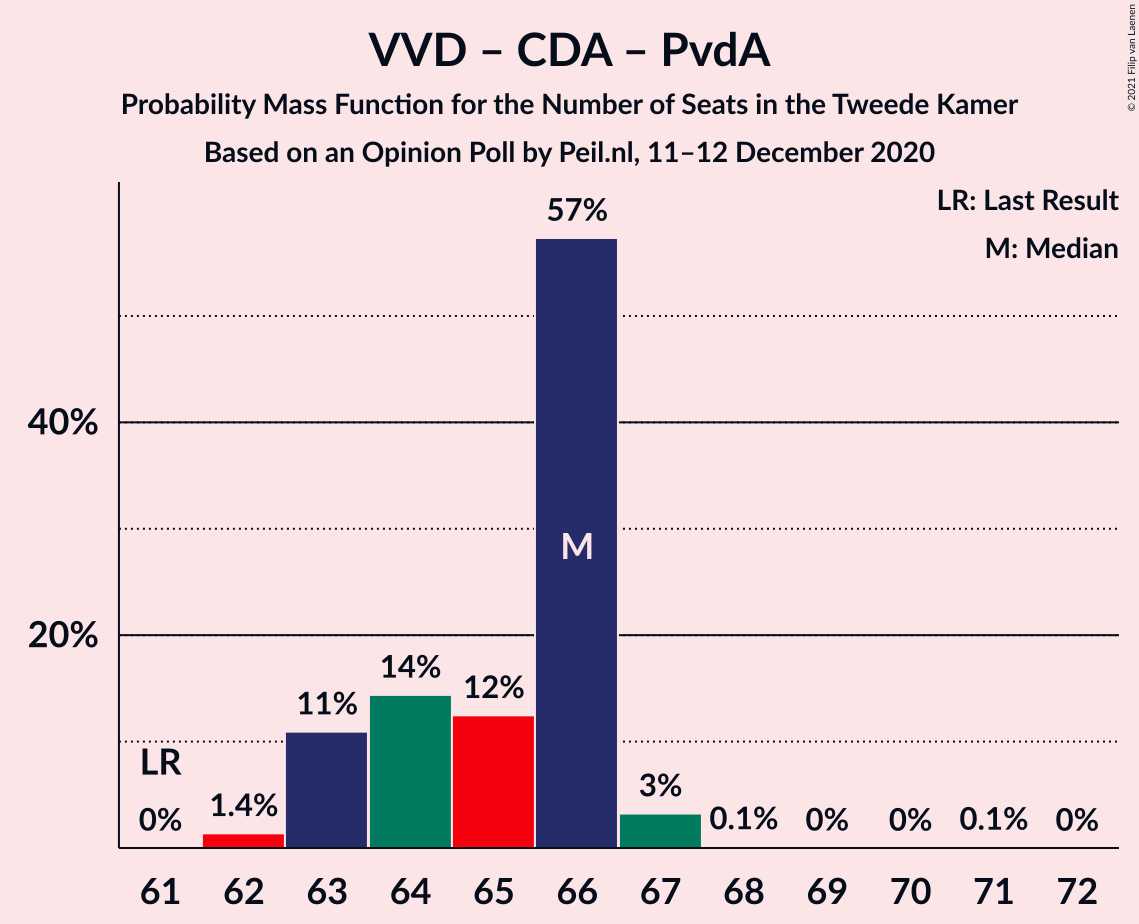 VVD – CDA – PvdA
Probability Mass Function for the Number of Seats in the Tweede Kamer
Based on an Opinion Poll by Peil.nl, 11–12 December 2020
© 2021 Filip van Laenen
LR: Last Result
M: Median
40%
20%
LR
0%
1.4%
11%
14%
12%
57%
M
3%
0.1%
0%
0%
0.1%
0%
61 62 63 64 65 66 67 68 69 70 71 72